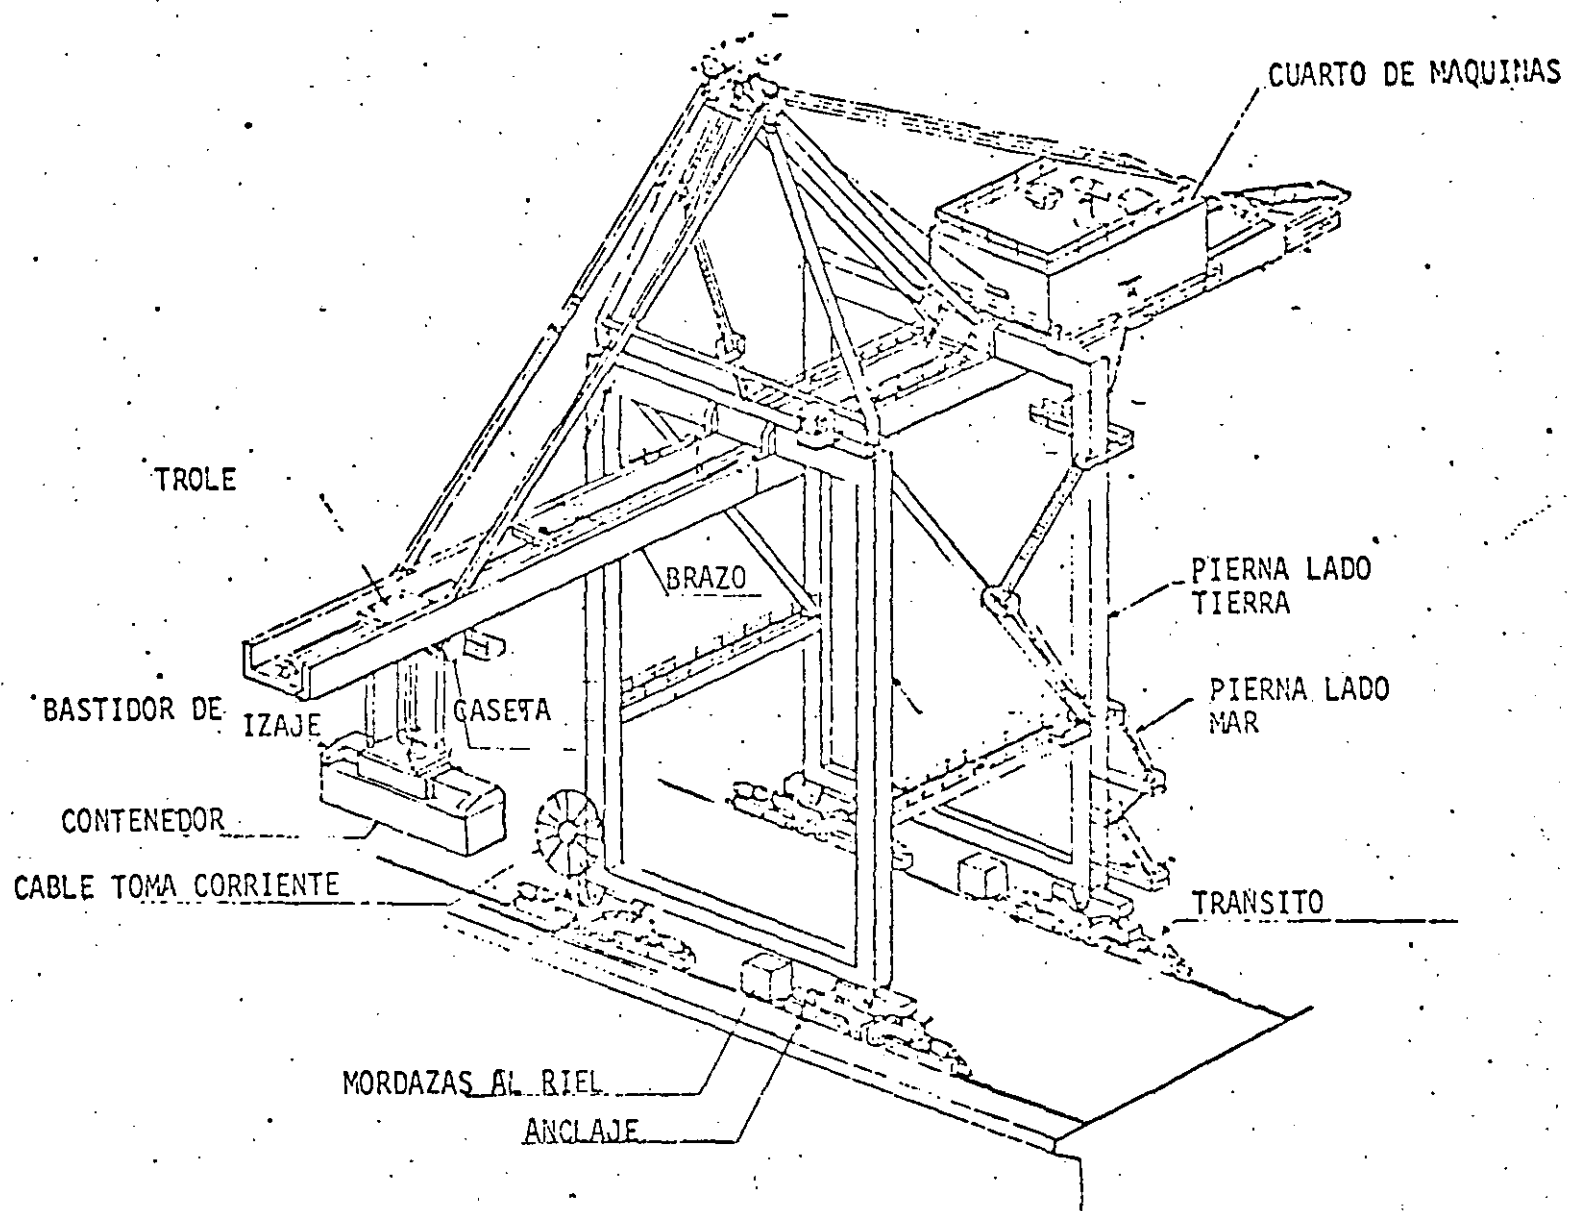 CUARTO DE MAQUINAS
TROLE
BRAZO
PIERNA LADO
TIERRA
PIERNA LADO
MAR
BASTIDOR DE IZAJE
CASETA
CONTENEDOR
CABLE TOMA CORRIENTE
TRANSITO
MORDAZAS AL RIEL
ANCLAJE